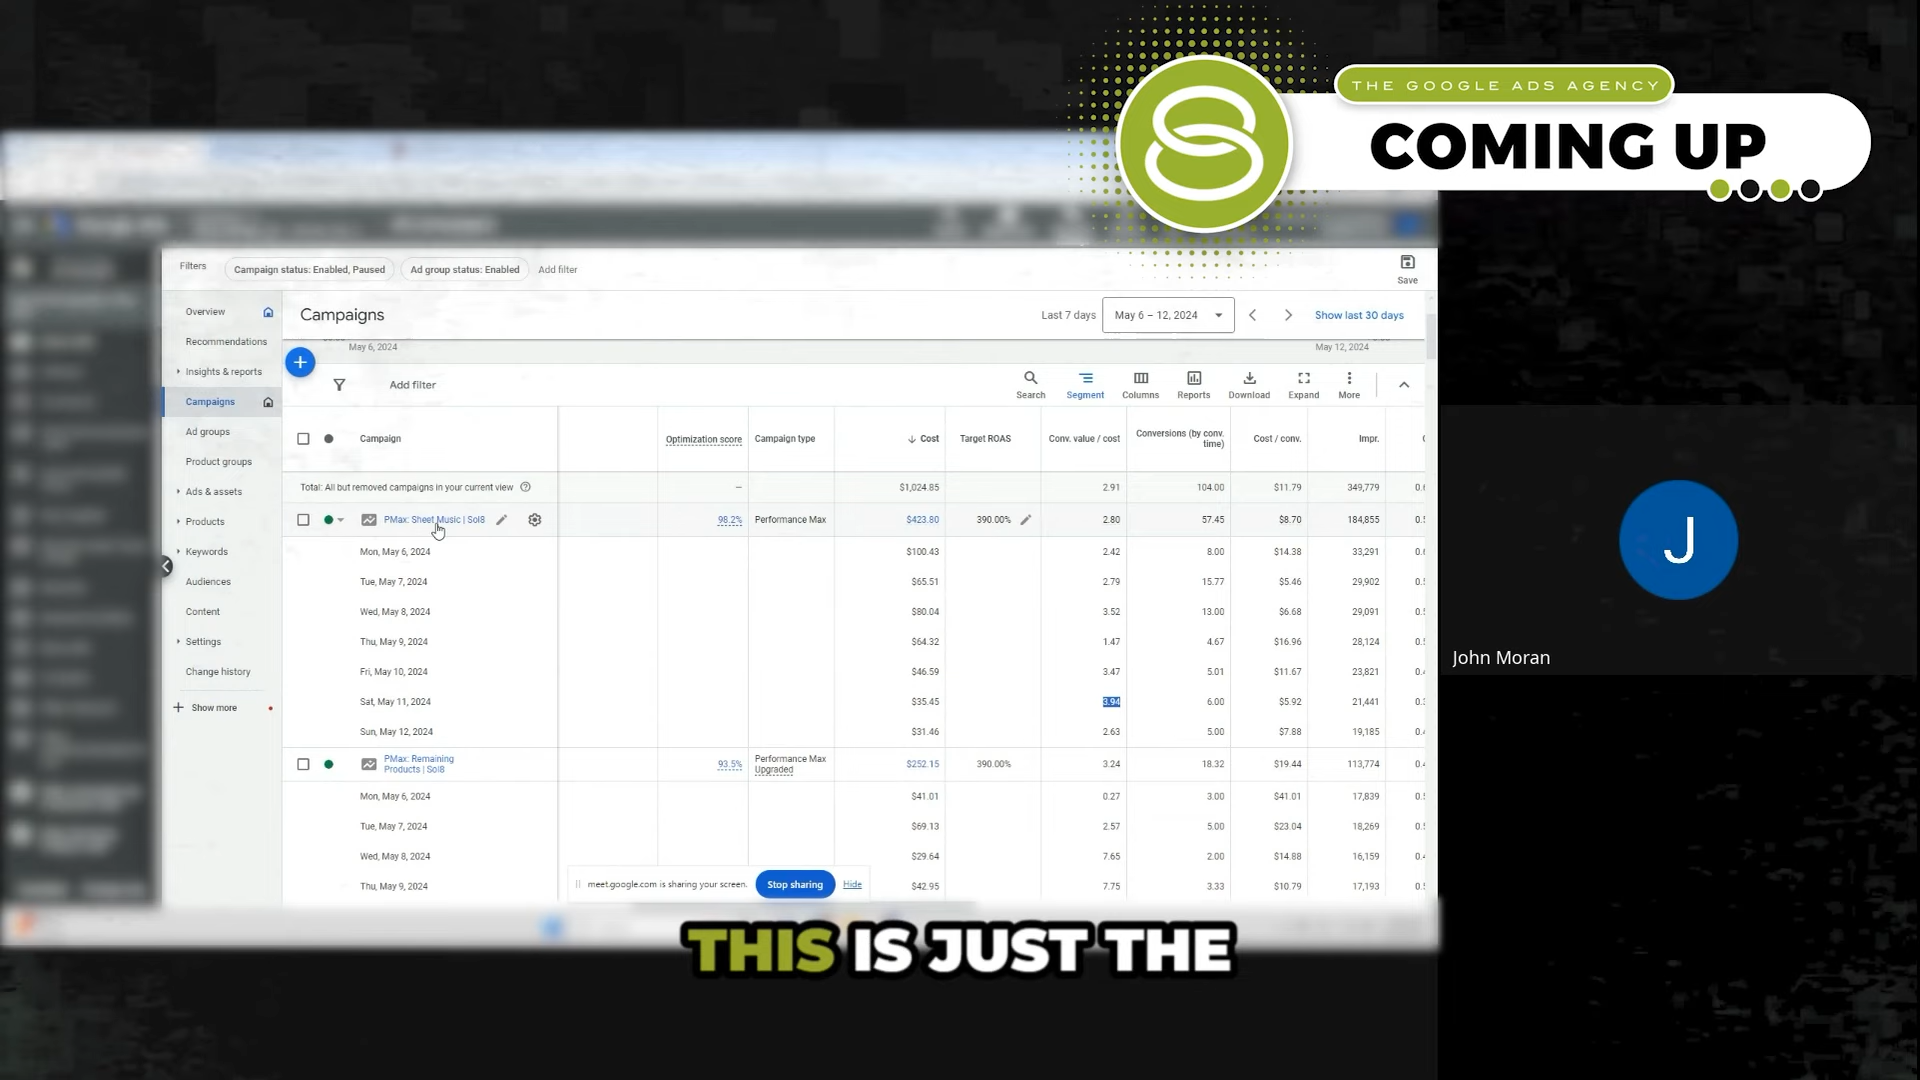 THE GOOGLE ADS AGENCY
COMING UP
Filters
Campaign status: Enabled, Paused
Ad group status: Enabled
Add filter
Save
Overview
Recommendations
Insights & reports
Campaigns
Ad groups
Product groups
Ads & assets
Products
Keywords
Audiences
Content
Settings
Change history
Show more
Campaigns
Last 7 days
May 6 – 12, 2024
Show last 30 days
May 6, 2024
May 12, 2024
Add filter
Search
Segment
Columns
Reports
Download
Expand
More
Campaign
Optimization score
Campaign type
Cost
Target ROAS
Conv. value / cost
Conversions (by conv. time)
Cost / conv.
Impr.
Total: All but removed campaigns in your current view – $1,024.85 2.91 104.00 $11.79 349,779
PMax: Sheet Music | Sol8 98.2% Performance Max $423.80 390.00% 2.80 57.45 $8.70 184,855
Mon, May 6, 2024 $100.43 2.42 8.00 $14.38 33,291
Tue, May 7, 2024 $65.51 2.79 15.77 $5.46 29,902
Wed, May 8, 2024 $80.04 3.52 13.00 $6.68 29,091
Thu, May 9, 2024 $64.32 1.47 4.67 $16.96 28,124
Fri, May 10, 2024 $46.59 3.47 5.01 $11.67 23,821
Sat, May 11, 2024 $35.45 3.94 6.00 $5.92 21,441
Sun, May 12, 2024 $31.46 2.63 5.00 $7.88 19,185
PMax: Remaining Products | Sol8 93.5% Performance Max Upgraded $252.15 390.00% 3.24 18.32 $19.44 113,774
Mon, May 6, 2024 $41.01 0.27 3.00 $41.01 17,839
Tue, May 7, 2024 $69.13 2.57 5.00 $23.04 18,269
Wed, May 8, 2024 $29.64 7.65 2.00 $14.88 16,159
Thu, May 9, 2024 $42.95 7.75 3.33 $10.79 17,193
meet.google.com is sharing your screen.
Stop sharing
Hide
J
John Moran
THIS IS JUST THE